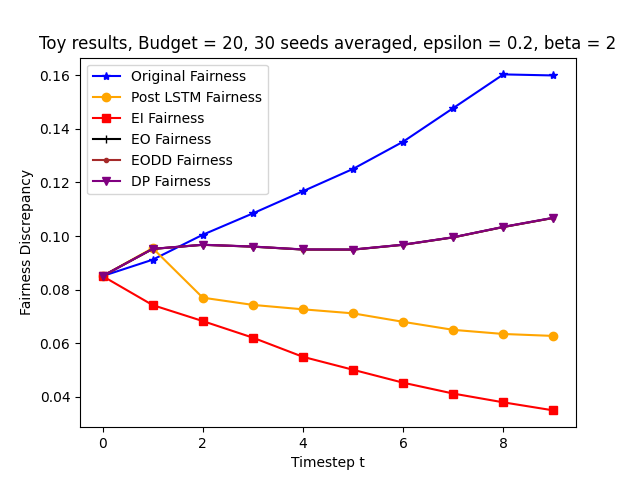 Toy results, Budget = 20, 30 seeds averaged, epsilon = 0.2, beta = 2
Original Fairness
Post LSTM Fairness
EI Fairness
EO Fairness
EODD Fairness
DP Fairness
0.16
0.14
0.12
0.10
0.08
0.06
0.04
Fairness Discrepancy
0 2 4 6 8
Timestep t